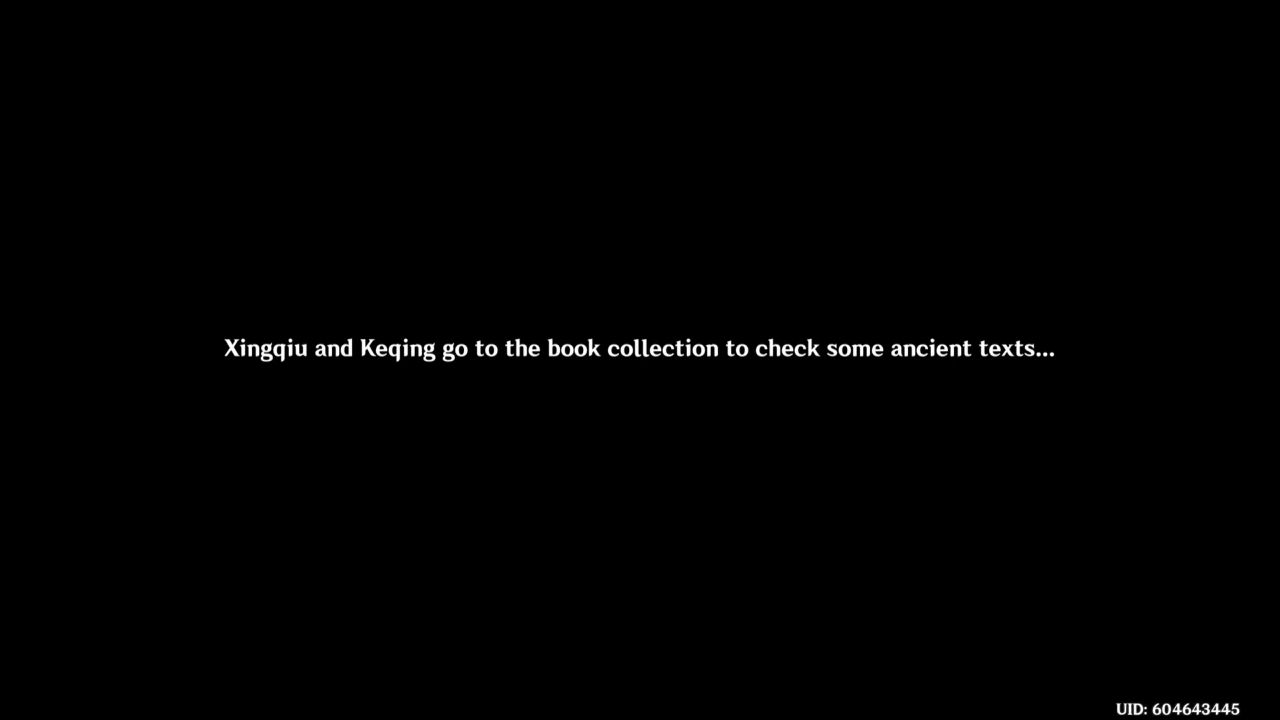 Xingqiu and Keqing go to the book collection to check some ancient texts...
UID: 604643445